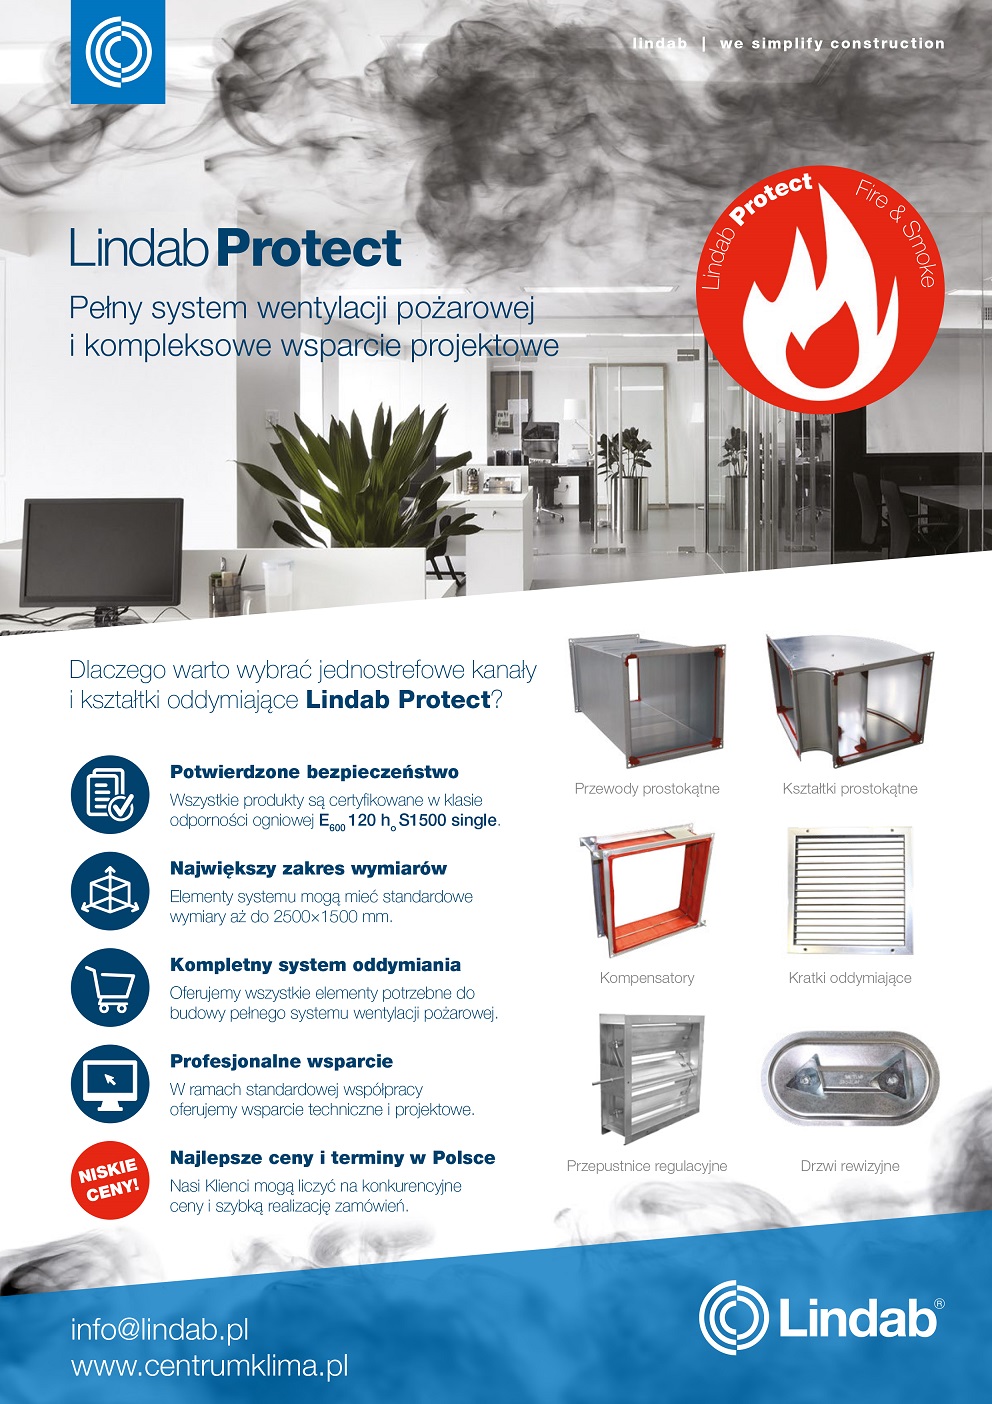 lindab | we simplify construction
Lindab Protect Fire & Smoke
Lindab Protect
Pełny system wentylacji pożarowej
i kompleksowe wsparcie projektowe
Dlaczego warto wybrać jednostrefowe kanały
i kształtki oddymiające Lindab Protect?
Potwierdzone bezpieczeństwo
Wszystkie produkty są certyfikowane w klasie
odporności ogniowej E600 120 ho S1500 single.
Największy zakres wymiarów
Elementy systemu mogą mieć standardowe
wymiary aż do 2500×1500 mm.
Kompletny system oddymiania
Oferujemy wszystkie elementy potrzebne do
budowy pełnego systemu wentylacji pożarowej.
Profesjonalne wsparcie
W ramach standardowej współpracy
oferujemy wsparcie techniczne i projektowe.
NISKIE
CENY!
Najlepsze ceny i terminy w Polsce
Nasi Klienci mogą liczyć na konkurencyjne
ceny i szybką realizację zamówień.
Przewody prostokątne
Kształtki prostokątne
Kompensatory
Kratki oddymiające
Przepustnice regulacyjne
Drzwi rewizyjne
info@lindab.pl
www.centrumklima.pl
Lindab®